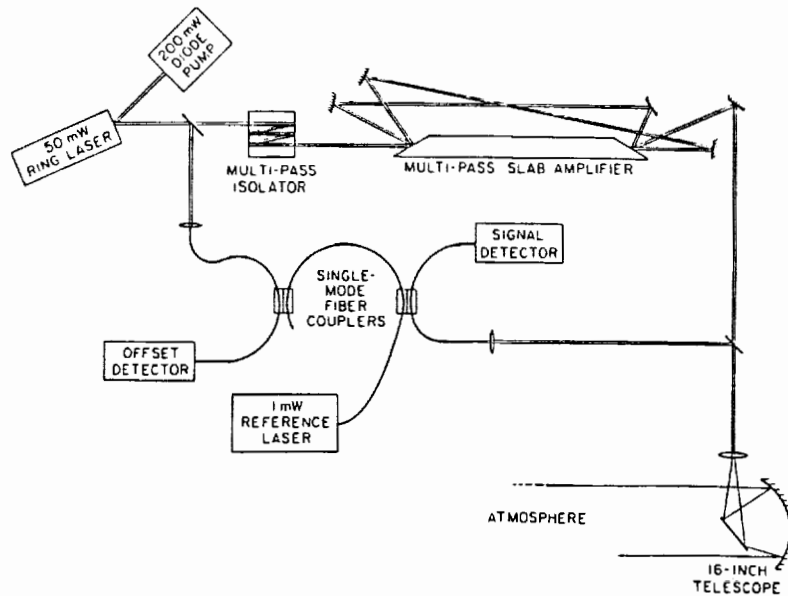 200 mW
DIODE
PUMP
50 mW
RING LASER
MULTI-PASS
ISOLATOR
MULTI-PASS SLAB AMPLIFIER
SIGNAL
DETECTOR
SINGLE-
MODE
FIBER
COUPLERS
OFFSET
DETECTOR
1 mW
REFERENCE
LASER
ATMOSPHERE
16-INCH
TELESCOPE